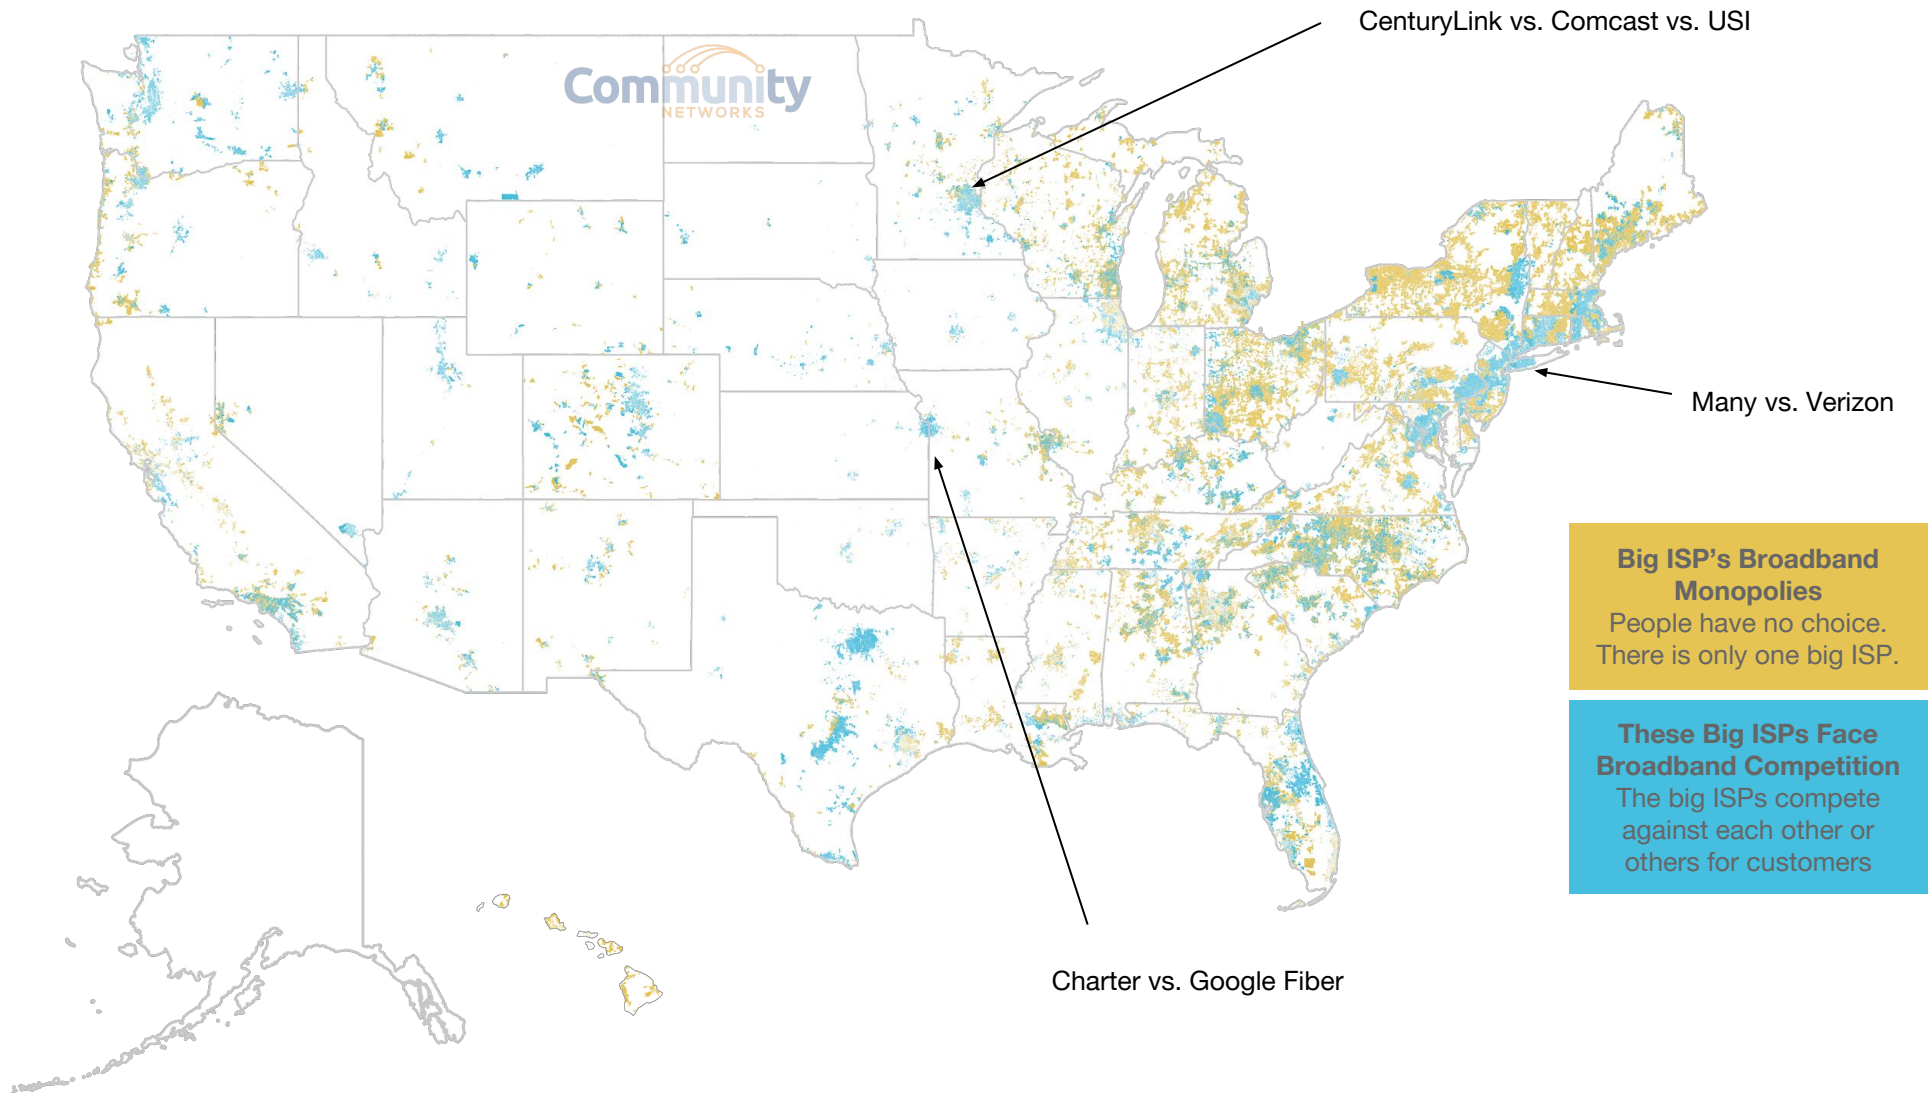 CenturyLink vs. Comcast vs. USI
Community
NETWORKS
Many vs. Verizon
Big ISP's Broadband
Monopolies
People have no choice.
There is only one big ISP.
These Big ISPs Face
Broadband Competition
The big ISPs compete
against each other or
others for customers
Charter vs. Google Fiber